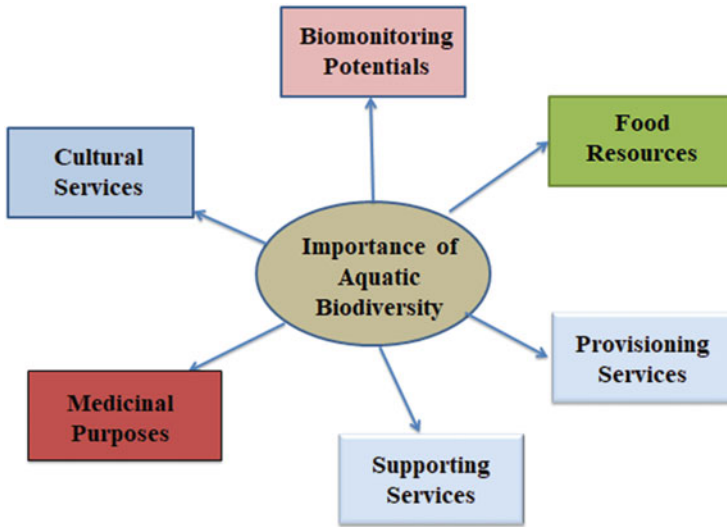 Biomonitoring
Potentials
Food
Resources
Cultural
Services
Importance of
Aquatic
Biodiversity
Provisioning
Services
Medicinal
Purposes
Supporting
Services